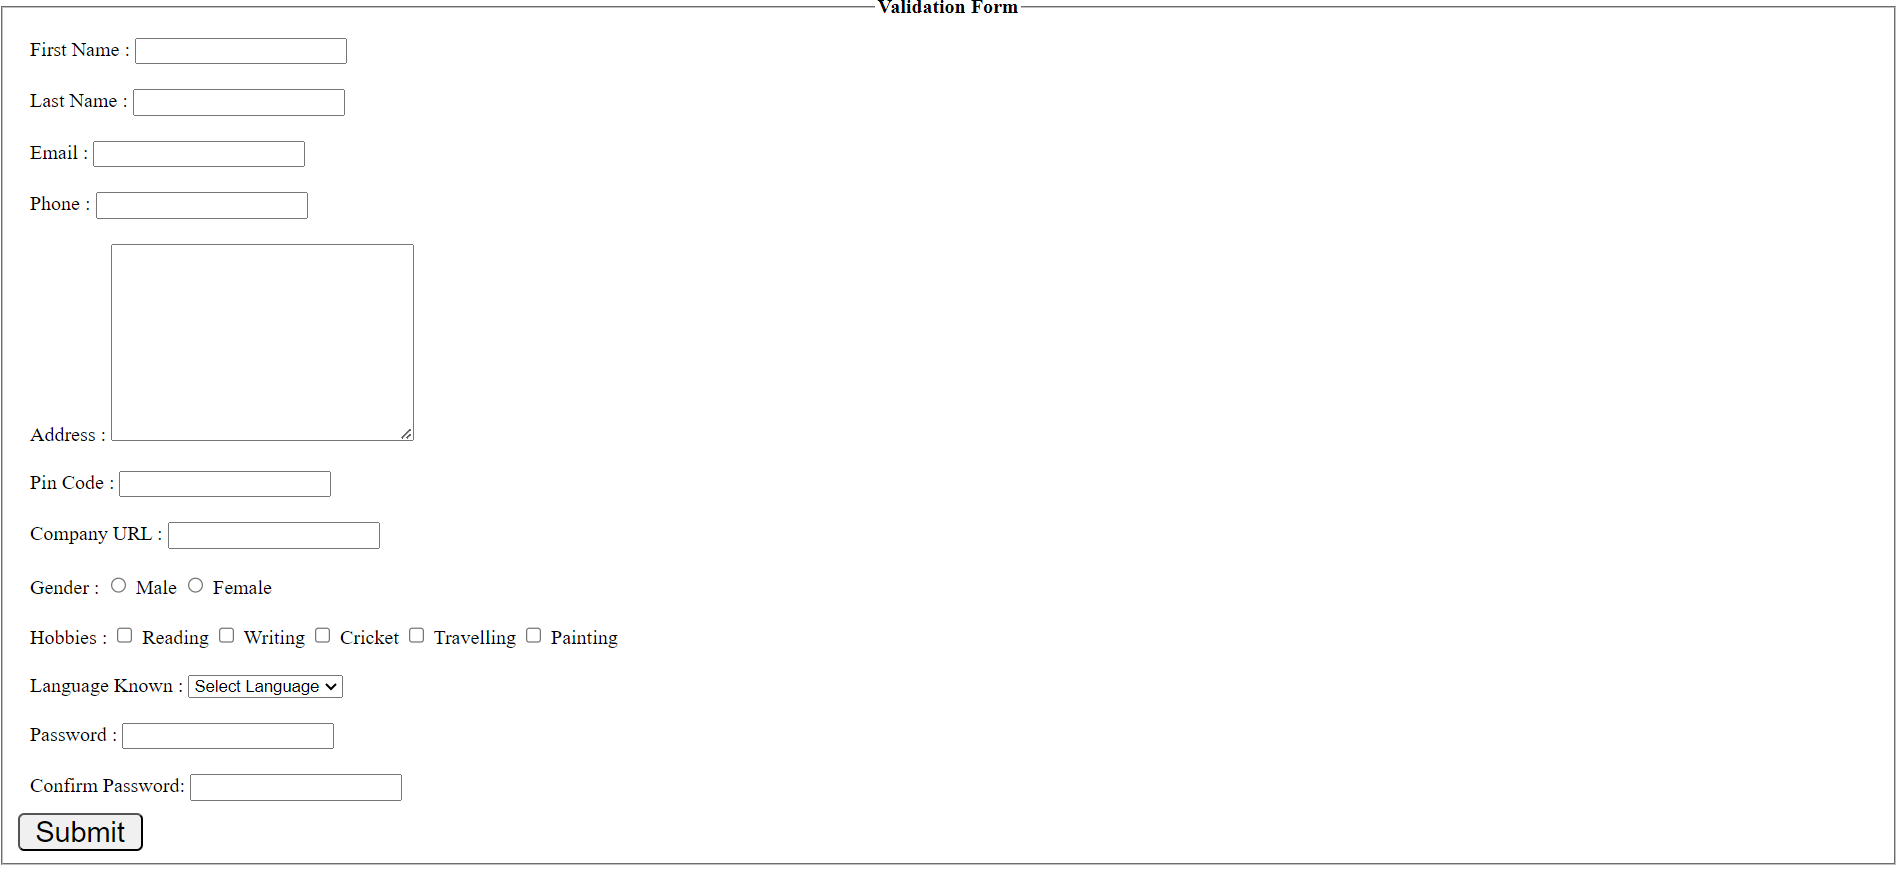 Validation Form
First Name :
Last Name :
Email :
Phone :
Address :
Pin Code :
Company URL :
Gender : Male Female
Hobbies : Reading Writing Cricket Travelling Painting
Language Known : Select Language
Password :
Confirm Password:
Submit